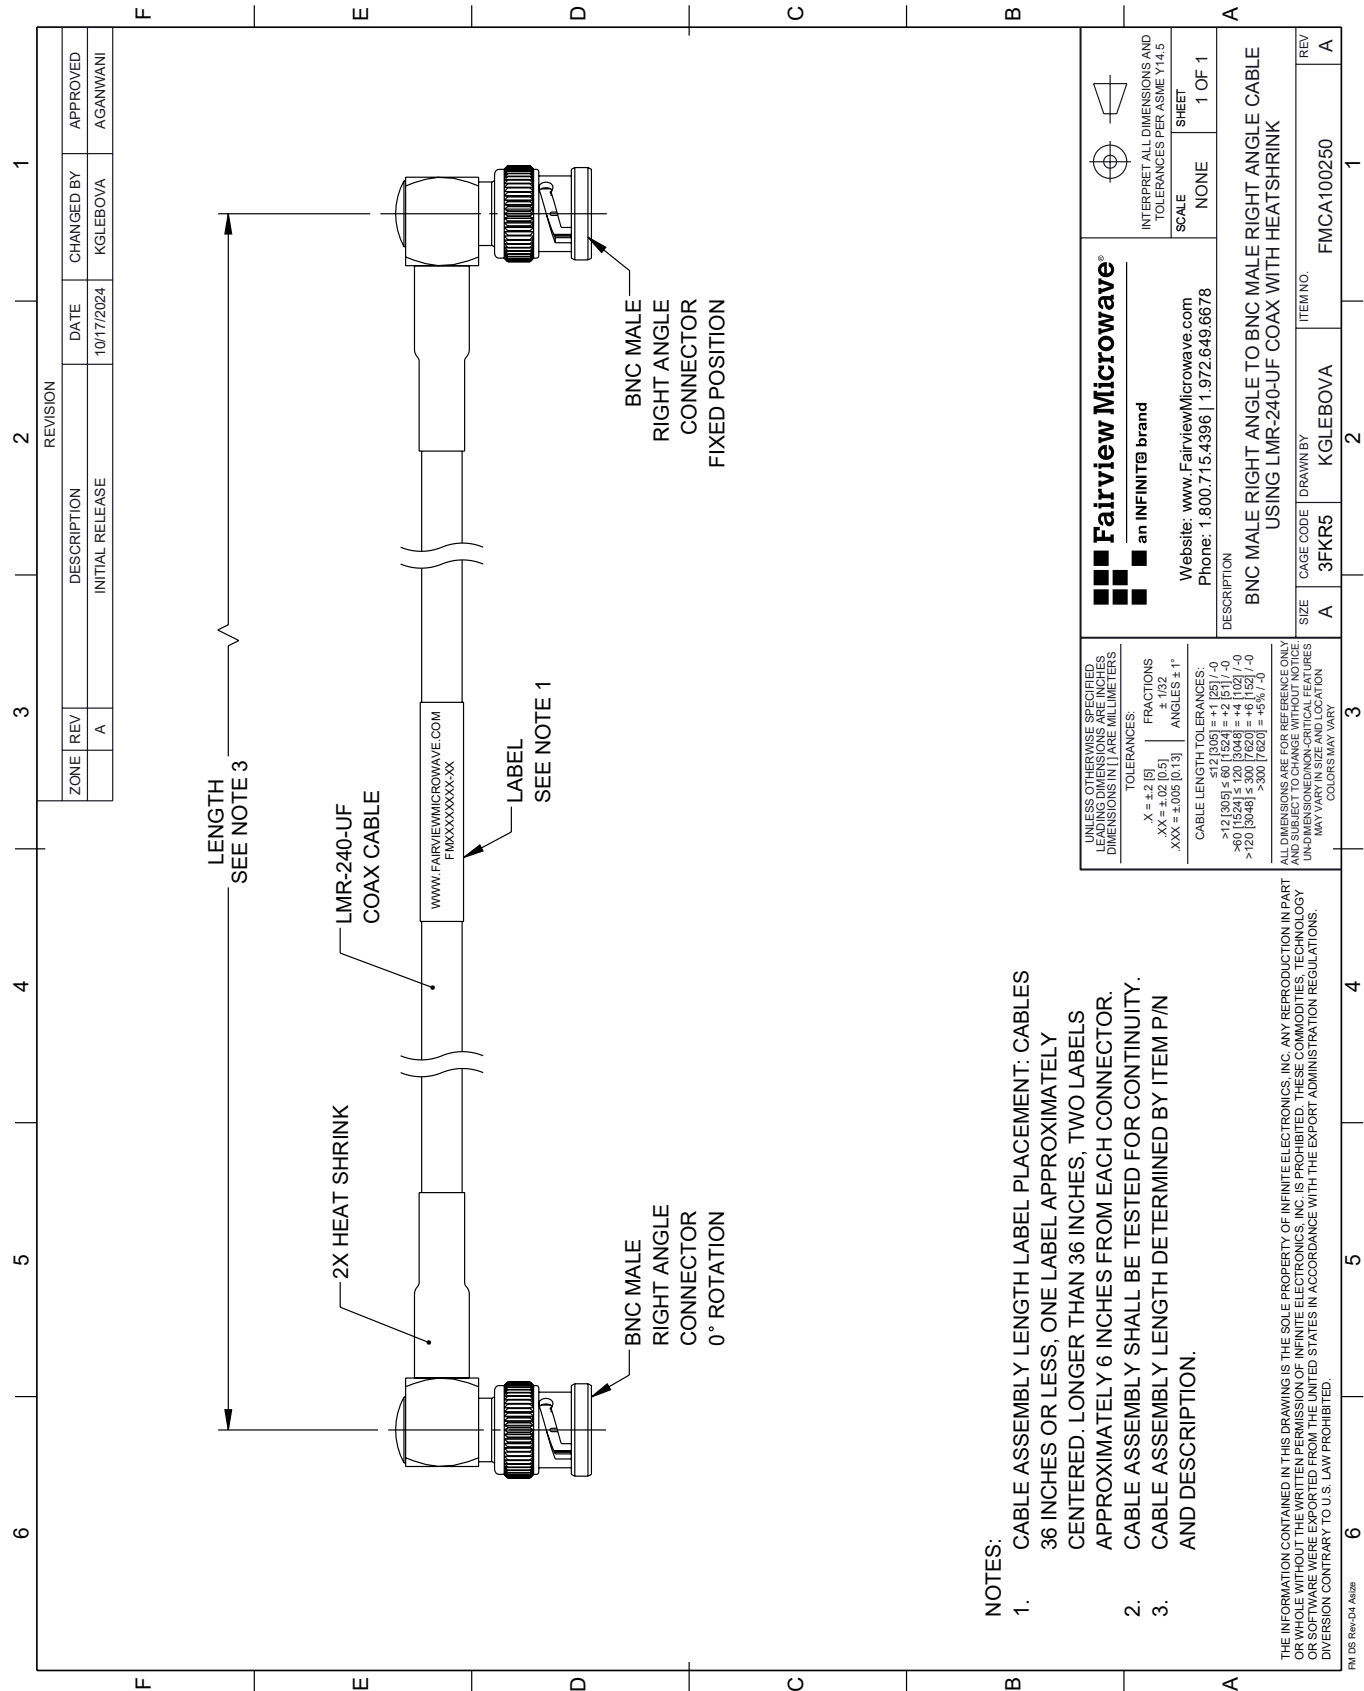 6
5
4
3
2
1
F
E
D
C
B
A
F
E
D
C
B
A
REVISION
ZONE
REV
DESCRIPTION
DATE
CHANGED BY
APPROVED
A
INITIAL RELEASE
10/17/2024
KGLEBOVA
AGANWANI
LENGTH
SEE NOTE 3
2X HEAT SHRINK
LMR-240-UF
COAX CABLE
WWW.FAIRVIEWMICROWAVE.COM
FMXXXXXXXX-XX
LABEL
SEE NOTE 1
BNC MALE
RIGHT ANGLE
CONNECTOR
0° ROTATION
BNC MALE
RIGHT ANGLE
CONNECTOR
FIXED POSITION
NOTES:
1. CABLE ASSEMBLY LENGTH LABEL PLACEMENT: CABLES
36 INCHES OR LESS, ONE LABEL APPROXIMATELY
CENTERED. LONGER THAN 36 INCHES, TWO LABELS
APPROXIMATELY 6 INCHES FROM EACH CONNECTOR.
2. CABLE ASSEMBLY SHALL BE TESTED FOR CONTINUITY.
3. CABLE ASSEMBLY LENGTH DETERMINED BY ITEM P/N
AND DESCRIPTION.
THE INFORMATION CONTAINED IN THIS DRAWING IS THE SOLE PROPERTY OF INFINITE ELECTRONICS, INC. ANY REPRODUCTION IN PART
OR WHOLE WITHOUT THE WRITTEN PERMISSION OF INFINITE ELECTRONICS, INC. IS PROHIBITED. THESE COMMODITIES, TECHNOLOGY
OR SOFTWARE WERE EXPORTED FROM THE UNITED STATES IN ACCORDANCE WITH THE EXPORT ADMINISTRATION REGULATIONS.
DIVERSION CONTRARY TO U.S. LAW PROHIBITED.
UNLESS OTHERWISE SPECIFIED
LEADING DIMENSIONS ARE INCHES
DIMENSIONS IN [ ] ARE MILLIMETERS
TOLERANCES:
.X = ±.2 [5]
.XX = ±.02 [0.5]
.XXX = ±.005 [0.13]
FRACTIONS
± 1/32
ANGLES ± 1°
CABLE LENGTH TOLERANCES:
≤12 [305] = +1 [25] / -0
>12 [305] ≤ 60 [1524] = +2 [51] / -0
>60 [1524] ≤ 120 [3048] = +4 [102] / -0
>120 [3048] ≤ 300 [7620] = +6 [152] / -0
>300 [7620] = +5% / -0
ALL DIMENSIONS ARE FOR REFERENCE ONLY
AND SUBJECT TO CHANGE WITHOUT NOTICE.
UN-DIMENSIONED/NON-CRITICAL FEATURES
MAY VARY IN SIZE AND LOCATION
COLORS MAY VARY
Fairview Microwave®
an INFINIT@ brand
Website: www.FairviewMicrowave.com
Phone: 1.800.715.4396 | 1.972.649.6678
INTERPRET ALL DIMENSIONS AND
TOLERANCES PER ASME Y14.5
SCALE
NONE
SHEET
1 OF 1
DESCRIPTION
BNC MALE RIGHT ANGLE TO BNC MALE RIGHT ANGLE CABLE
USING LMR-240-UF COAX WITH HEATSHRINK
SIZE
A
CAGE CODE
3FKR5
DRAWN BY
KGLEBOVA
ITEM NO.
FMCA100250
REV
A
FM DS Rev-D4 Asize
6
5
4
3
2
1